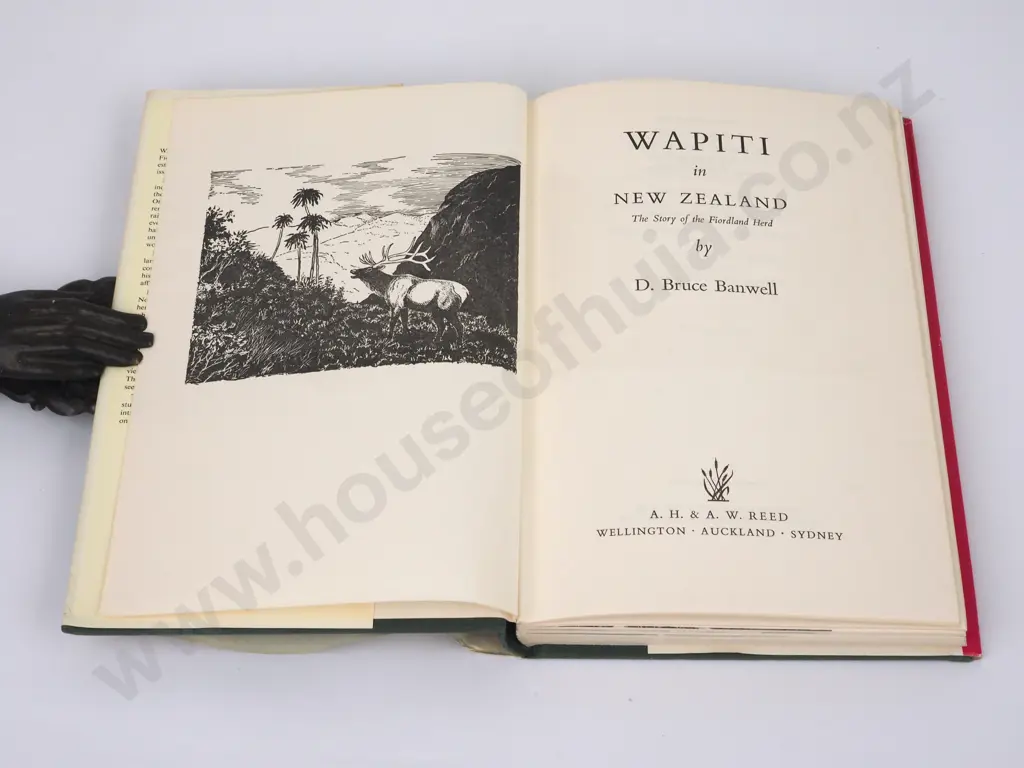 WAPITI
in
NEW ZEALAND
The Story of the Fiordland Herd
by
D. Bruce Banwell
A. H. & A. W. REED
WELLINGTON · AUCKLAND · SYDNEY
www.houseofhuia.co.nz